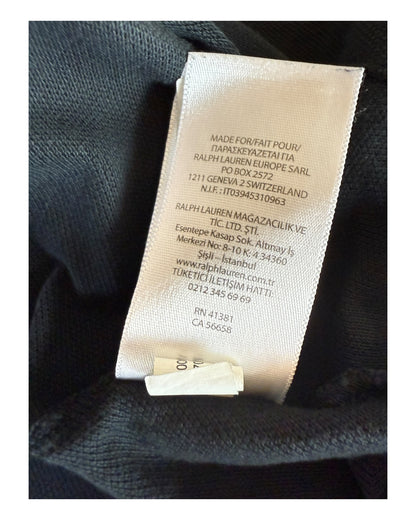 MADE FOR/FAIT POUR/
ΠΑΡΑΣΚΕΥΑΖΕΤΑΙ ΓΙΑ
RALPH LAUREN EUROPE SARL
PO BOX 2572
1211 GENEVA 2 SWITZERLAND
N.I.F.: IT03945310963
RALPH LAUREN MAĞAZACILIK VE
TİC. LTD. ŞTİ.
Esentepe Kasap Sok. Altınay İş
Merkezi No: 8-10 K: 4 34360
Şişli - İstanbul
www.ralphlauren.com.tr
TÜKETİCİ İLETİŞİM HATTI:
0212 345 69 69
RN 41381
CA 56658